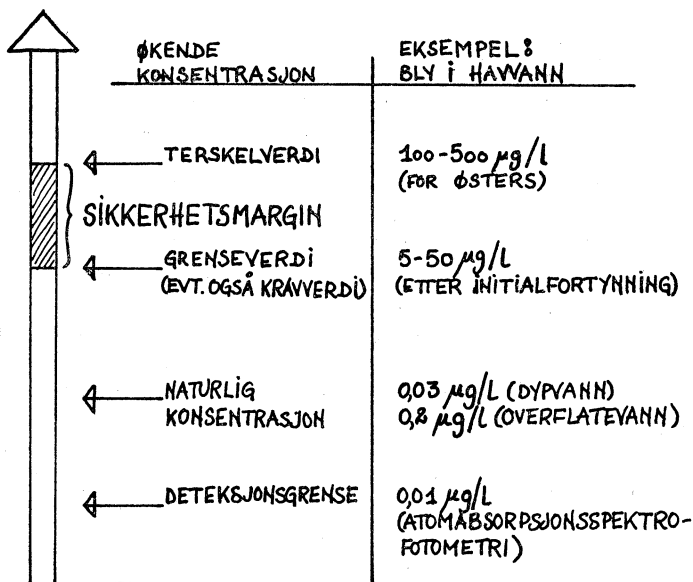 ØKENDE
KONSENTRASJON
EKSEMPEL:
BLY I HAVVANN
TERSKELVERDI
100-500 µg/l
(FOR ØSTERS)
SIKKERHETSMARGIN
GRENSEVERDI
(EVT. OGSÅ KRAVVERDI)
5-50 µg/l
(ETTER INITIALFORTYNNING)
NATURLIG
KONSENTRASJON
0,03 µg/l (DYPVANN)
0,2 µg/l (OVERFLATEVANN)
DETEKSJONSGRENSE
0,01 µg/l
(ATOMABSORPSJONSSPEKTRO-
FOTOMETRI)